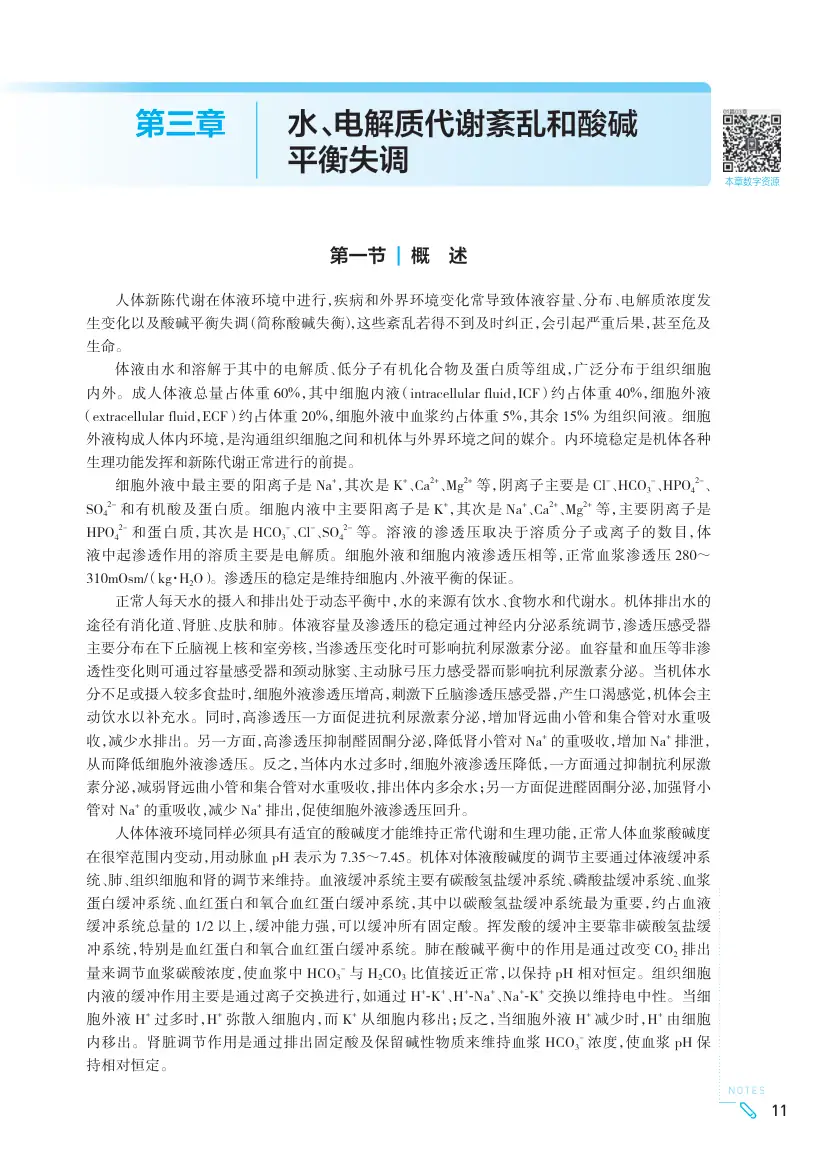 第三章
水、电解质代谢紊乱和酸碱
平衡失调
本章数字资源
第一节 | 概 述
人体新陈代谢在体液环境中进行,疾病和外界环境变化常导致体液容量、分布、电解质浓度发
生变化以及酸碱平衡失调(简称酸碱失衡),这些紊乱若得不到及时纠正,会引起严重后果,甚至危及
生命。
体液由水和溶解于其中的电解质、低分子有机化合物及蛋白质等组成,广泛分布于组织细胞
内外。成人体液总量占体重 60%,其中细胞内液(intracellular fluid,ICF)约占体重 40%,细胞外液
(extracellular fluid,ECF)约占体重 20%,细胞外液中血浆约占体重 5%,其余 15% 为组织间液。细胞
外液构成人体内环境,是沟通组织细胞之间和机体与外界环境之间的媒介。内环境稳定是机体各种
生理功能发挥和新陈代谢正常进行的前提。
细胞外液中最主要的阳离子是 Na⁺,其次是 K⁺、Ca²⁺、Mg²⁺ 等,阴离子主要是 Cl⁻、HCO₃⁻、HPO₄²⁻、
SO₄²⁻ 和有机酸及蛋白质。细胞内液中主要阳离子是 K⁺,其次是 Na⁺、Ca²⁺、Mg²⁺ 等,主要阴离子是
HPO₄²⁻ 和蛋白质,其次是 HCO₃⁻、Cl⁻、SO₄²⁻ 等。溶液的渗透压取决于溶质分子或离子的数目,体
液中起渗透作用的溶质主要是电解质。细胞外液和细胞内液渗透压相等,正常血浆渗透压 280～
310mOsm/(kg·H₂O)。渗透压的稳定是维持细胞内、外液平衡的保证。
正常人每天水的摄入和排出处于动态平衡中,水的来源有饮水、食物水和代谢水。机体排出水的
途径有消化道、肾脏、皮肤和肺。体液容量及渗透压的稳定通过神经内分泌系统调节,渗透压感受器
主要分布在下丘脑视上核和室旁核,当渗透压变化时可影响抗利尿激素分泌。血容量和血压等非渗
透性变化则可通过容量感受器和颈动脉窦、主动脉弓压力感受器而影响抗利尿激素分泌。当机体水
分不足或摄入较多食盐时,细胞外液渗透压增高,刺激下丘脑渗透压感受器,产生口渴感觉,机体会主
动饮水以补充水。同时,高渗透压一方面促进抗利尿激素分泌,增加肾远曲小管和集合管对水重吸
收,减少水排出。另一方面,高渗透压抑制醛固酮分泌,降低肾小管对 Na⁺ 的重吸收,增加 Na⁺ 排泄,
从而降低细胞外液渗透压。反之,当体内水过多时,细胞外液渗透压降低,一方面通过抑制抗利尿激
素分泌,减弱肾远曲小管和集合管对水重吸收,排出体内多余水;另一方面促进醛固酮分泌,加强肾小
管对 Na⁺ 的重吸收,减少 Na⁺ 排出,促使细胞外液渗透压回升。
人体体液环境同样必须具有适宜的酸碱度才能维持正常代谢和生理功能,正常人体血浆酸碱度
在很窄范围内变动,用动脉血 pH 表示为 7.35～7.45。机体对体液酸碱度的调节主要通过体液缓冲系
统、肺、组织细胞和肾的调节来维持。血液缓冲系统主要有碳酸氢盐缓冲系统、磷酸盐缓冲系统、血浆
蛋白缓冲系统、血红蛋白和氧合血红蛋白缓冲系统,其中以碳酸氢盐缓冲系统最为重要,约占血液
缓冲系统总量的 1/2 以上,缓冲能力强,可以缓冲所有固定酸。挥发酸的缓冲主要靠非碳酸氢盐缓
冲系统,特别是血红蛋白和氧合血红蛋白缓冲系统。肺在酸碱平衡中的作用是通过改变 CO₂ 排出
量来调节血浆碳酸浓度,使血浆中 HCO₃⁻ 与 H₂CO₃ 比值接近正常,以保持 pH 相对恒定。组织细胞
内液的缓冲作用主要是通过离子交换进行,如通过 H⁺-K⁺、H⁺-Na⁺、Na⁺-K⁺ 交换以维持电中性。当细
胞外液 H⁺ 过多时,H⁺ 弥散入细胞内,而 K⁺ 从细胞内移出;反之,当细胞外液 H⁺ 减少时,H⁺ 由细胞
内移出。肾脏调节作用是通过排出固定酸及保留碱性物质来维持血浆 HCO₃⁻ 浓度,使血浆 pH 保
持相对恒定。
NOTES
11